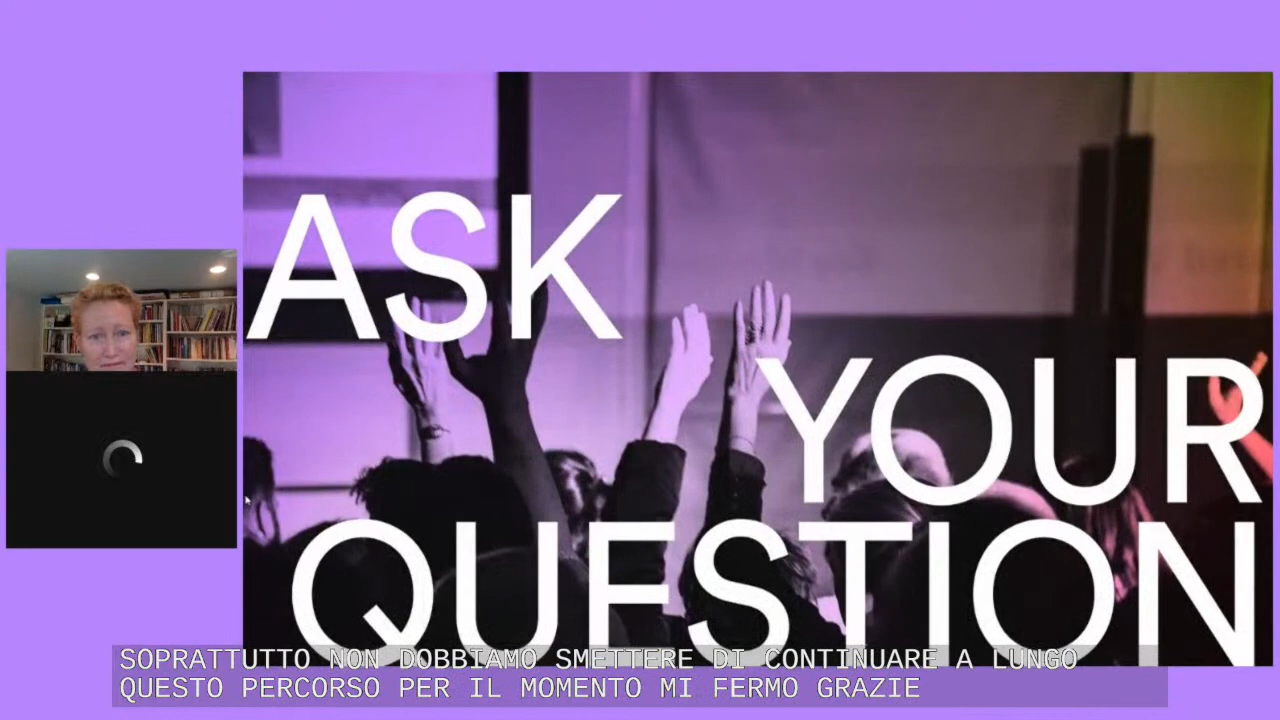 ASK
YOUR
QUESTION
SOPRATTUTTO NON DOBBIAMO SMETTERE DI CONTINUARE A LUNGO
QUESTO PERCORSO PER IL MOMENTO MI FERMO GRAZIE